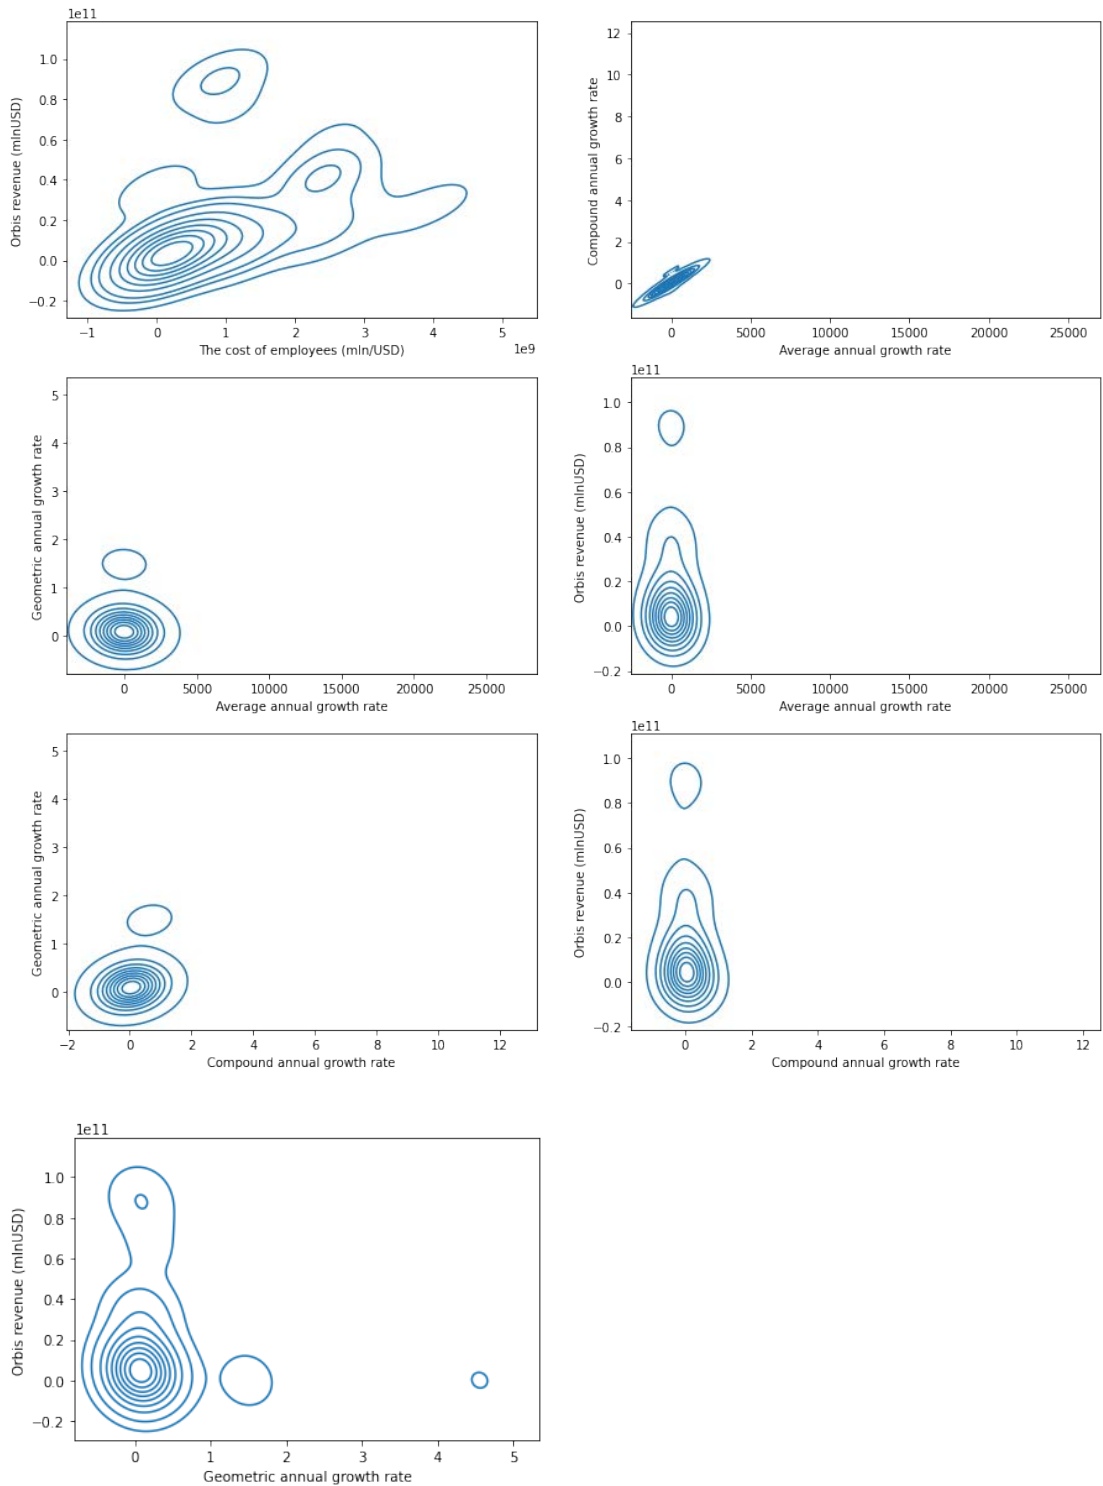 1e11
Orbis revenue (mlnUSD)
1.0
0.8
0.6
0.4
0.2
0.0
−0.2
−1 0 1 2 3 4 5
1e9
The cost of employees (mln/USD)
Compound annual growth rate
12
10
8
6
4
2
0
0 5000 10000 15000 20000 25000
Average annual growth rate
Geometric annual growth rate
5
4
3
2
1
0
0 5000 10000 15000 20000 25000
Average annual growth rate
1e11
Orbis revenue (mlnUSD)
1.0
0.8
0.6
0.4
0.2
0.0
−0.2
0 5000 10000 15000 20000 25000
Average annual growth rate
Geometric annual growth rate
5
4
3
2
1
0
−2 0 2 4 6 8 10 12
Compound annual growth rate
1e11
Orbis revenue (mlnUSD)
1.0
0.8
0.6
0.4
0.2
0.0
−0.2
0 2 4 6 8 10 12
Compound annual growth rate
1e11
Orbis revenue (mlnUSD)
1.0
0.8
0.6
0.4
0.2
0.0
−0.2
0 1 2 3 4 5
Geometric annual growth rate